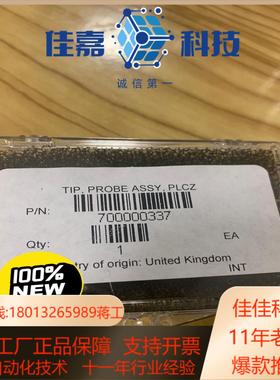 佳嘉 科技
诚信第一
TIP, PROBE ASSY, PLCZ
P/N:
700000337
Qty:
EA
1
try of origin: United Kingdom
INT
100%
NEW
线:18013265989蒋工
工厂正品保障 支持开票
自动化技术 十一年行业经验
佳佳科
11年老
爆款推